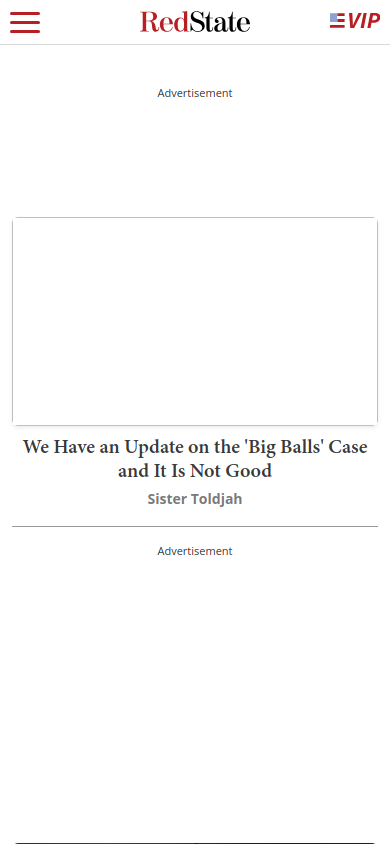 RedState
VIP
Advertisement
We Have an Update on the 'Big Balls' Case
and It Is Not Good
Sister Toldjah
Advertisement